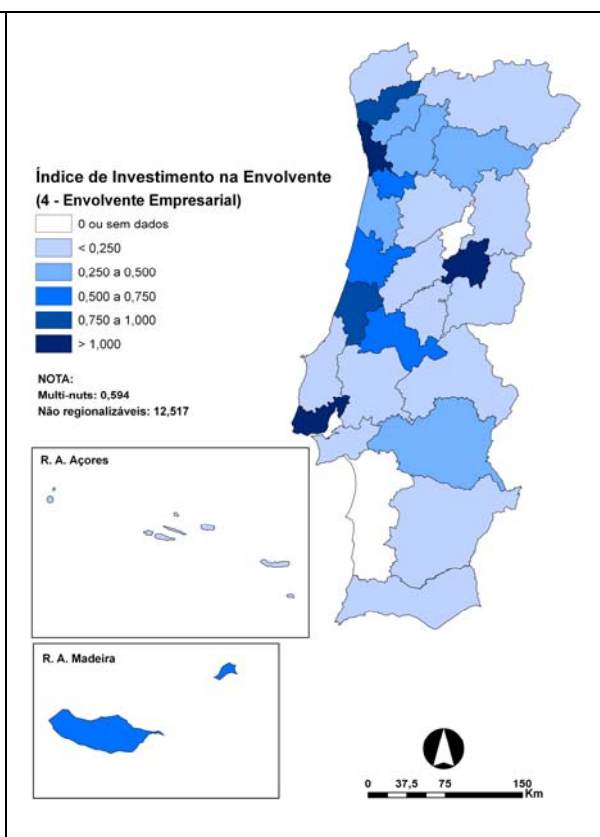 Índice de Investimento na Envolvente
(4 - Envolvente Empresarial)
0 ou sem dados
< 0,250
0,250 a 0,500
0,500 a 0,750
0,750 a 1,000
> 1,000
NOTA:
Multi-nuts: 0,594
Não regionalizáveis: 12,517
R. A. Açores
R. A. Madeira
0 37,5 75 150
Km